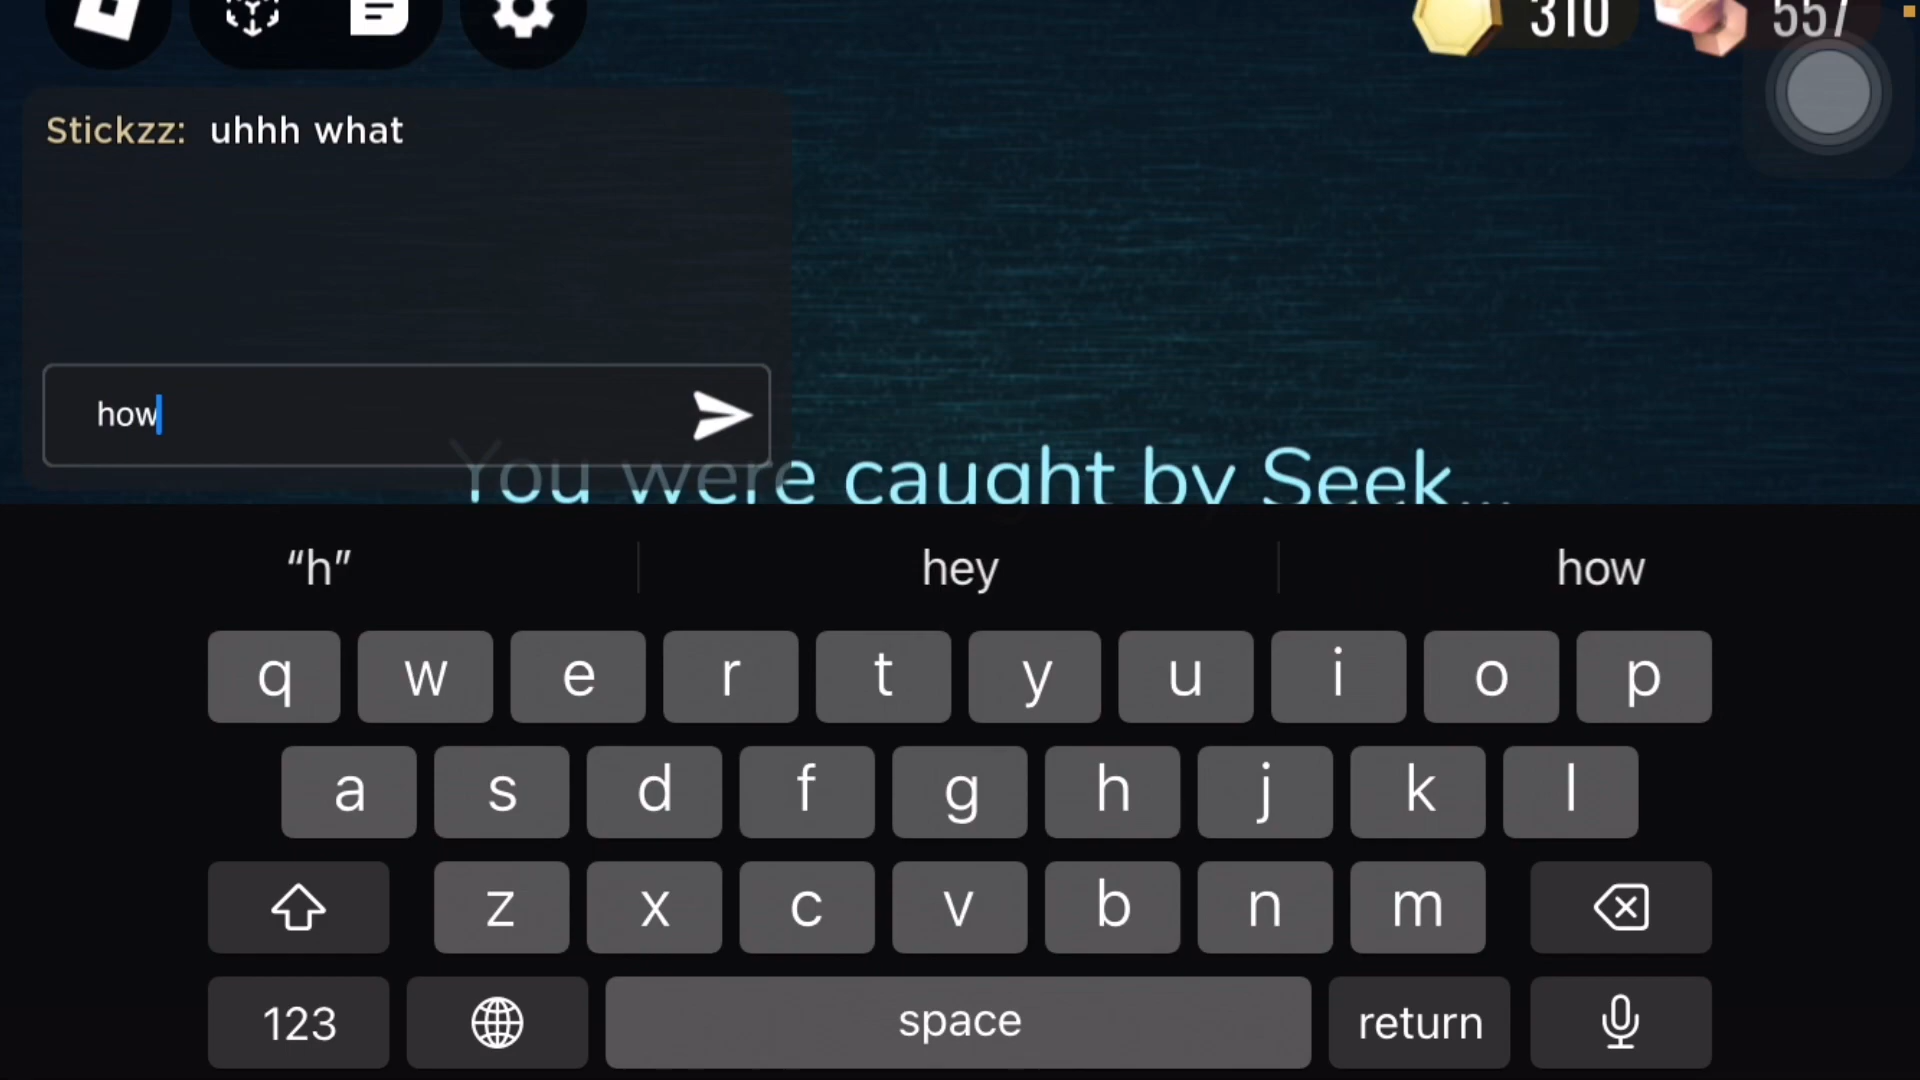 310 557
Stickzz: uhhh what
how
You were caught by Seek...
“h” hey how
q w e r t y u i o p
a s d f g h j k l
z x c v b n m
123 space return